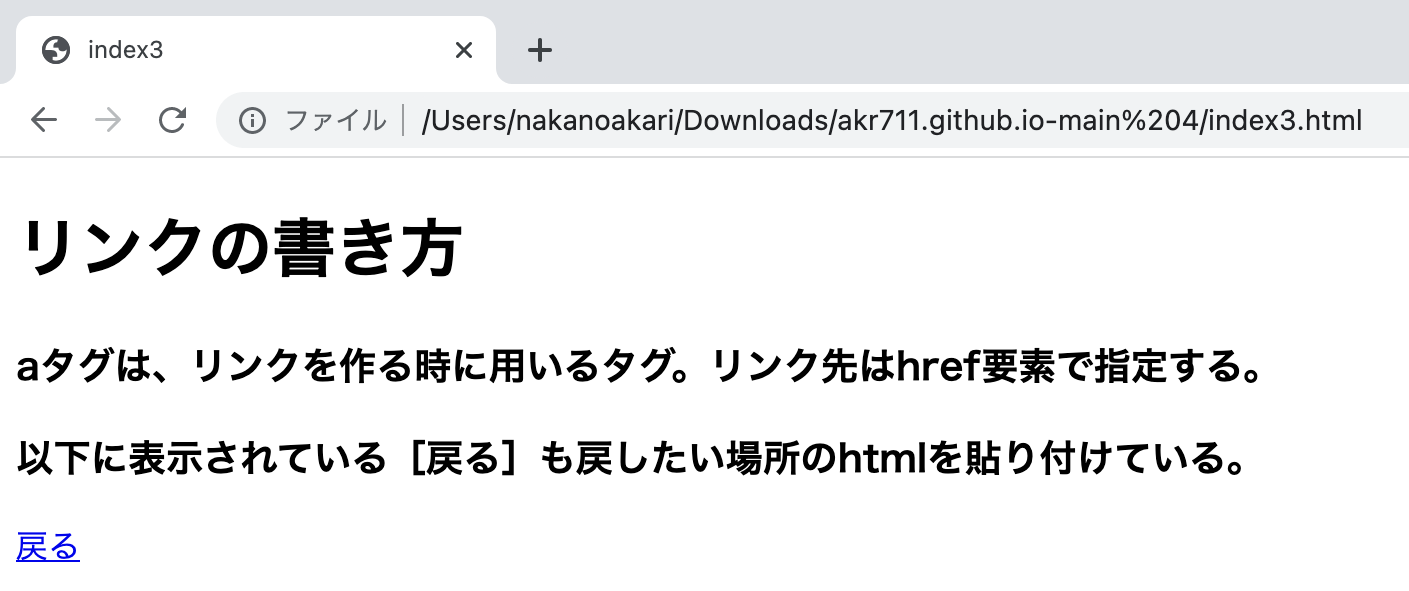 index3
ファイル /Users/nakanoakari/Downloads/akr711.github.io-main%204/index3.html
リンクの書き方
aタグは、リンクを作る時に用いるタグ。リンク先はhref要素で指定する。
以下に表示されている［戻る］も戻したい場所のhtmlを貼り付けている。
戻る